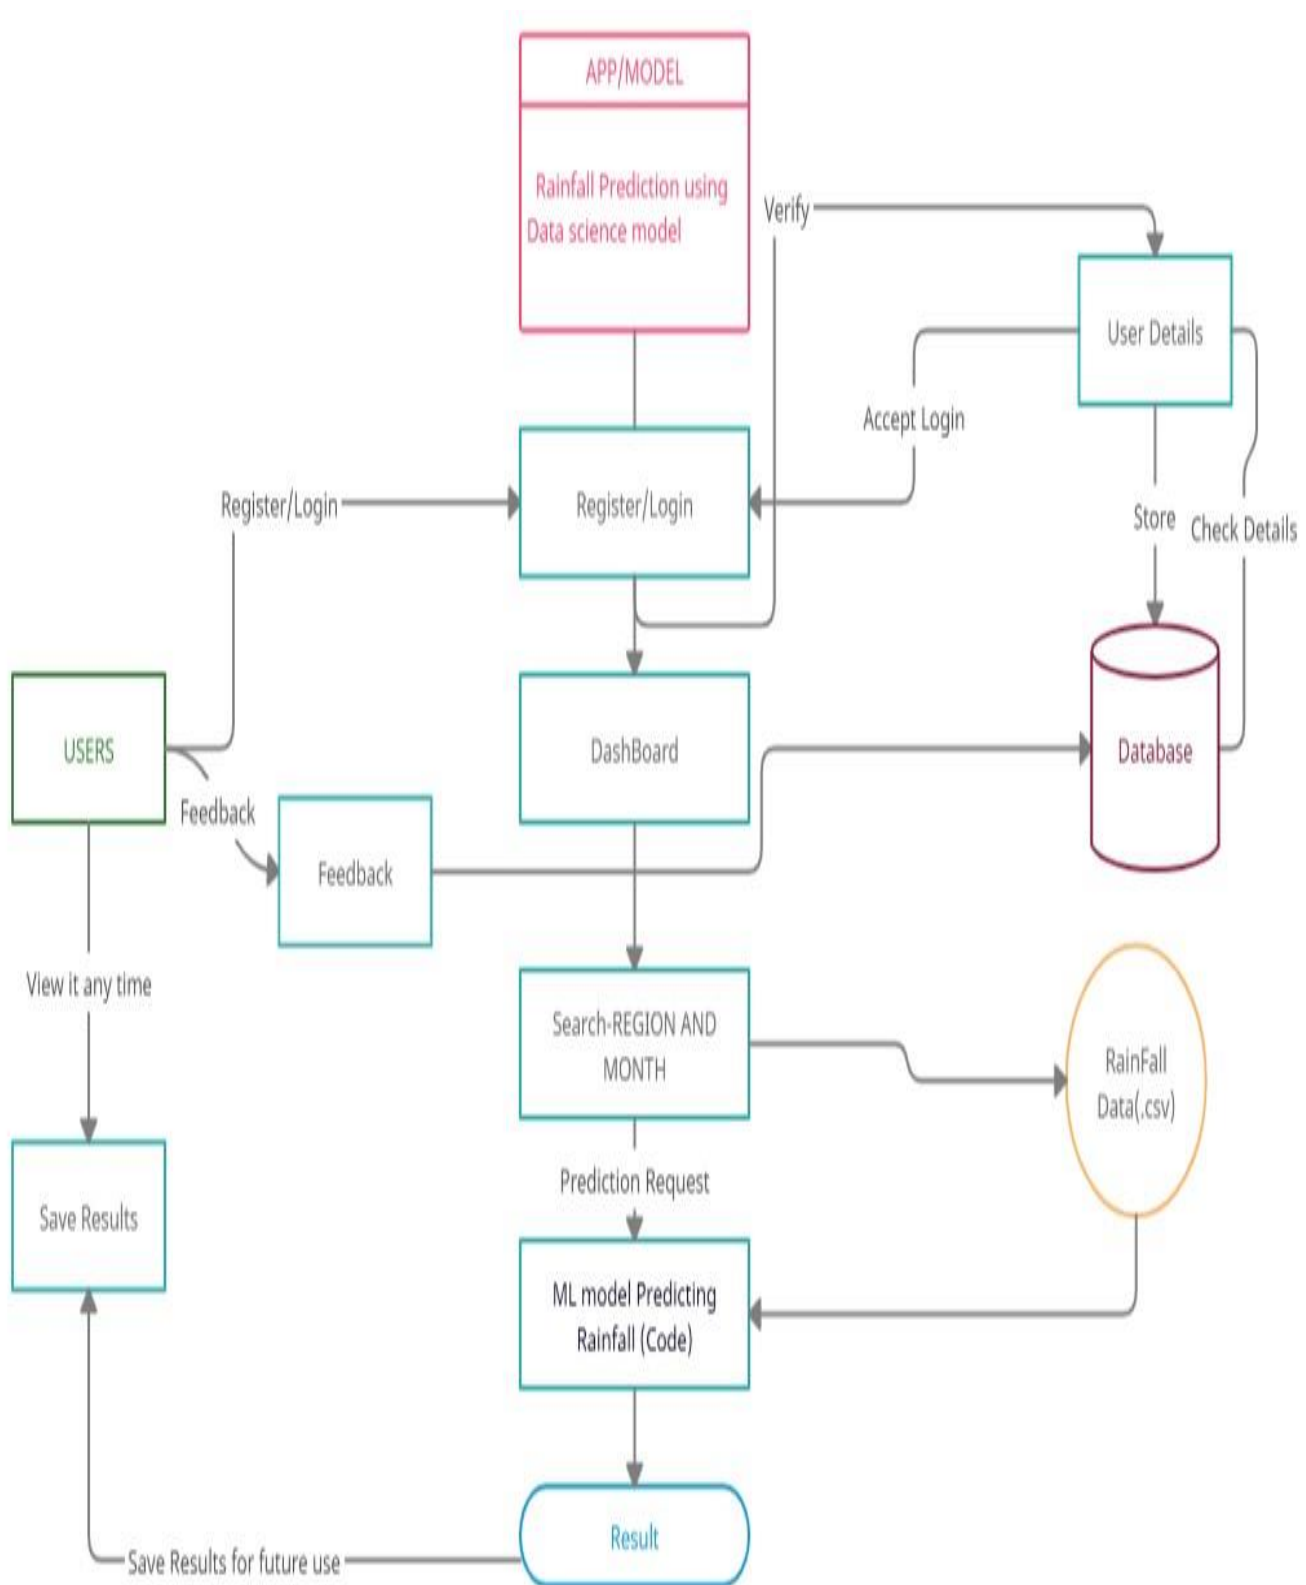 APP/MODEL
Rainfall Prediction using
Data science model
Verify
User Details
Accept Login
Register/Login
Register/Login
Store
Check Details
USERS
DashBoard
Database
Feedback
Feedback
View it any time
Search-REGION AND
MONTH
RainFall
Data(.csv)
Prediction Request
Save Results
ML model Predicting
Rainfall (Code)
Result
Save Results for future use